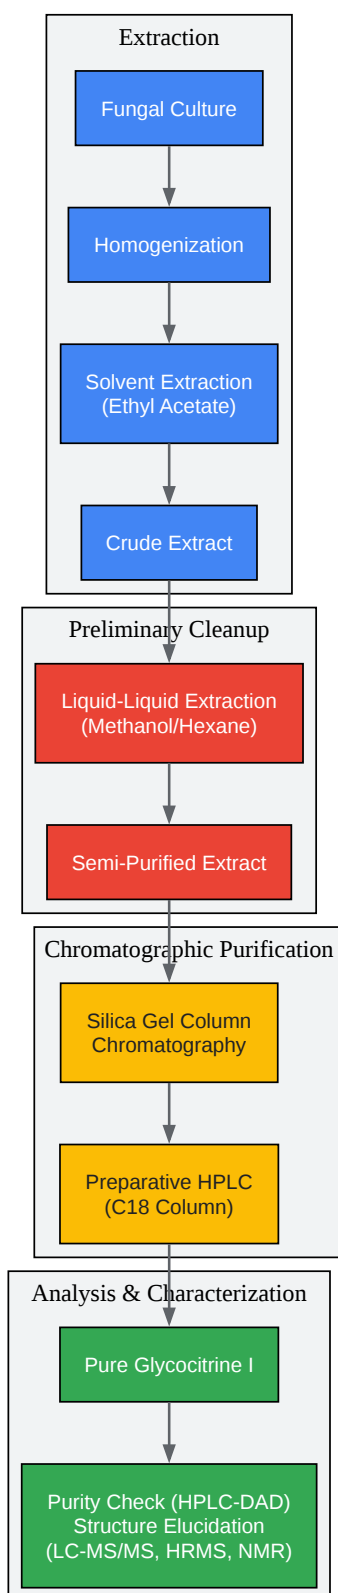 Extraction
Fungal Culture
Homogenization
Solvent Extraction
(Ethyl Acetate)
Crude Extract
Preliminary Cleanup
Liquid-Liquid Extraction
(Methanol/Hexane)
Semi-Purified Extract
Chromatographic Purification
Silica Gel Column
Chromatography
Preparative HPLC
(C18 Column)
Analysis & Characterization
Pure Glycocitrine I
Purity Check (HPLC-DAD)
Structure Elucidation
(LC-MS/MS, HRMS, NMR)